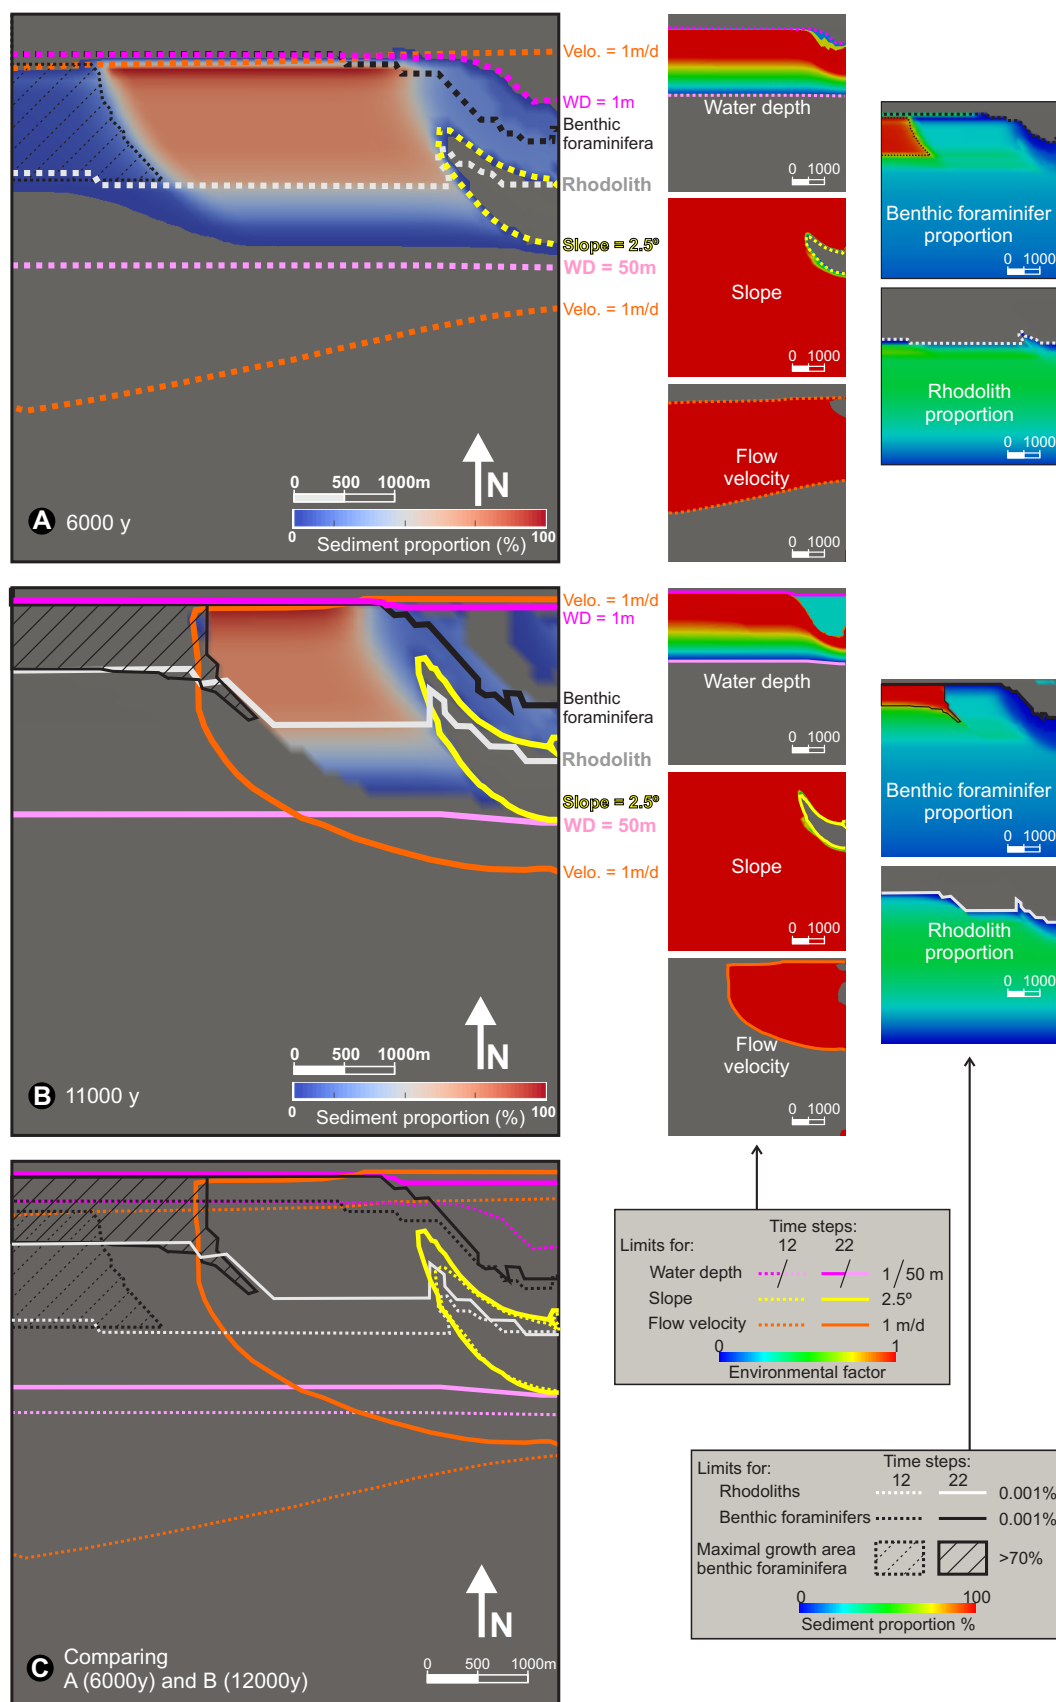 Velo. = 1m/d
WD = 1m
Benthic
foraminifera
Rhodolith
Slope = 2.5º
WD = 50m
Velo. = 1m/d
0 500 1000m
N
0 100
Sediment proportion (%)
A 6000 y
Water depth
0 1000
Slope
0 1000
Flow
velocity
0 1000
Benthic foraminifer
proportion
0 1000
Rhodolith
proportion
0 1000
Velo. = 1m/d
WD = 1m
Benthic
foraminifera
Rhodolith
Slope = 2.5º
WD = 50m
Velo. = 1m/d
0 500 1000m
N
0 100
Sediment proportion (%)
B 11000 y
Water depth
0 1000
Slope
0 1000
Flow
velocity
0 1000
Benthic foraminifer
proportion
0 1000
Rhodolith
proportion
0 1000
N
C Comparing
A (6000y) and B (12000y)
0 500 1000m
Time steps:
Limits for: 12 22
Water depth 1 / 50 m
Slope 2.5º
Flow velocity 1 m/d
0 1
Environmental factor
Limits for: Time steps:
12 22
Rhodoliths 0.001%
Benthic foraminifers 0.001%
Maximal growth area
benthic foraminifera >70%
0 100
Sediment proportion %